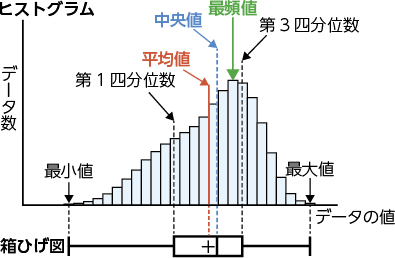 ヒストグラム
中央値
最頻値
第３四分位数
平均値
第１四分位数
データ数
最小値
最大値
データの値
箱ひげ図